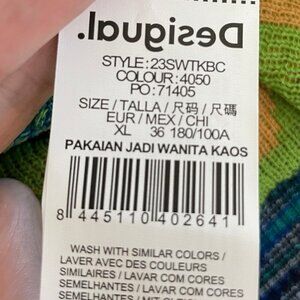 Desigual.
STYLE:23SWTKBC
COLOUR:4050
PO:71405
SIZE / TALLA / 尺码 / 尺碼
EUR / MEX / CHI
XL 36 180/100A
PAKAIAN JADI WANITA KAOS
8 445110 402641
WASH WITH SIMILAR COLORS /
LAVER AVEC DES COULEURS
SIMILAIRES / LAVAR COM CORES
SEMELHANTES / LAVAR COM CORES